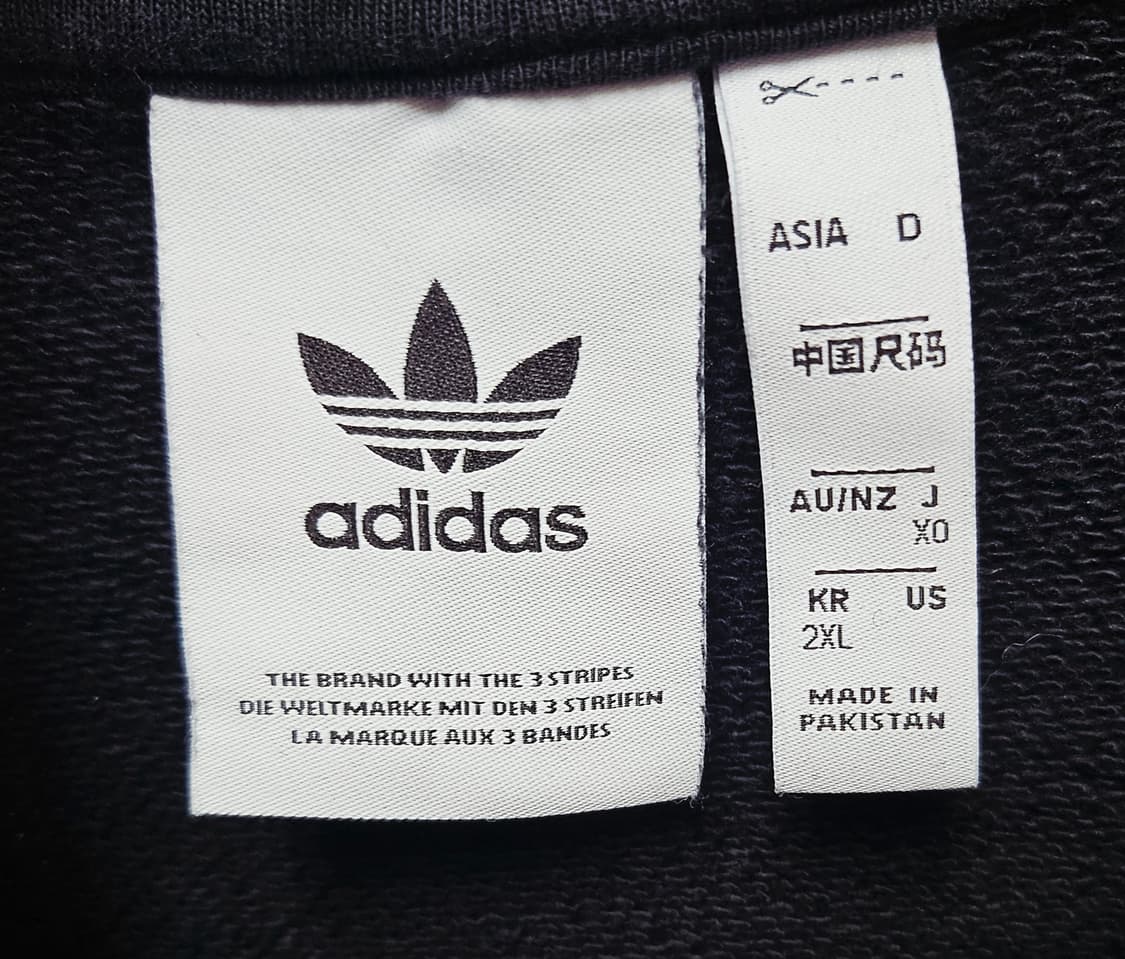 adidas
THE BRAND WITH THE 3 STRIPES
DIE WELTMARKE MIT DEN 3 STREIFEN
LA MARQUE AUX 3 BANDES
ASIA D
中国尺码
AU/NZ J
XO
KR US
2XL
MADE IN
PAKISTAN